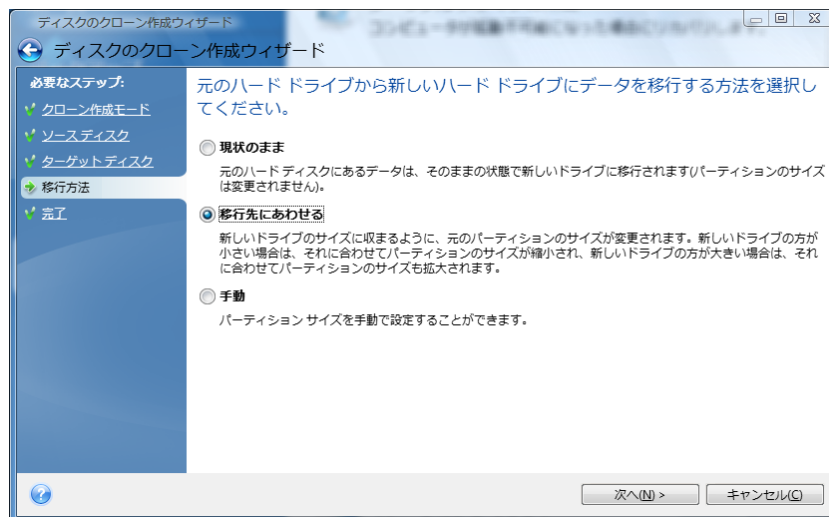 ディスクのクローン作成ウィザード
ディスクのクローン作成ウィザード
必要なステップ:
クローン作成モード
ソース ディスク
ターゲット ディスク
移行方法
完了
元のハード ドライブから新しいハード ドライブにデータを移行する方法を選択し
てください。
現状のまま
元のハード ディスクにあるデータは、そのままの状態で新しいドライブに移行されます(パーティションのサイズ
は変更されません)。
移行先にあわせる
新しいドライブのサイズに収まるように、元のパーティションのサイズが変更されます。新しいドライブの方が
小さい場合は、それに合わせてパーティションのサイズが縮小され、新しいドライブの方が大きい場合は、それ
に合わせてパーティションのサイズも拡大されます。
手動
パーティション サイズを手動で設定することができます。
次へ(N) >
キャンセル(C)